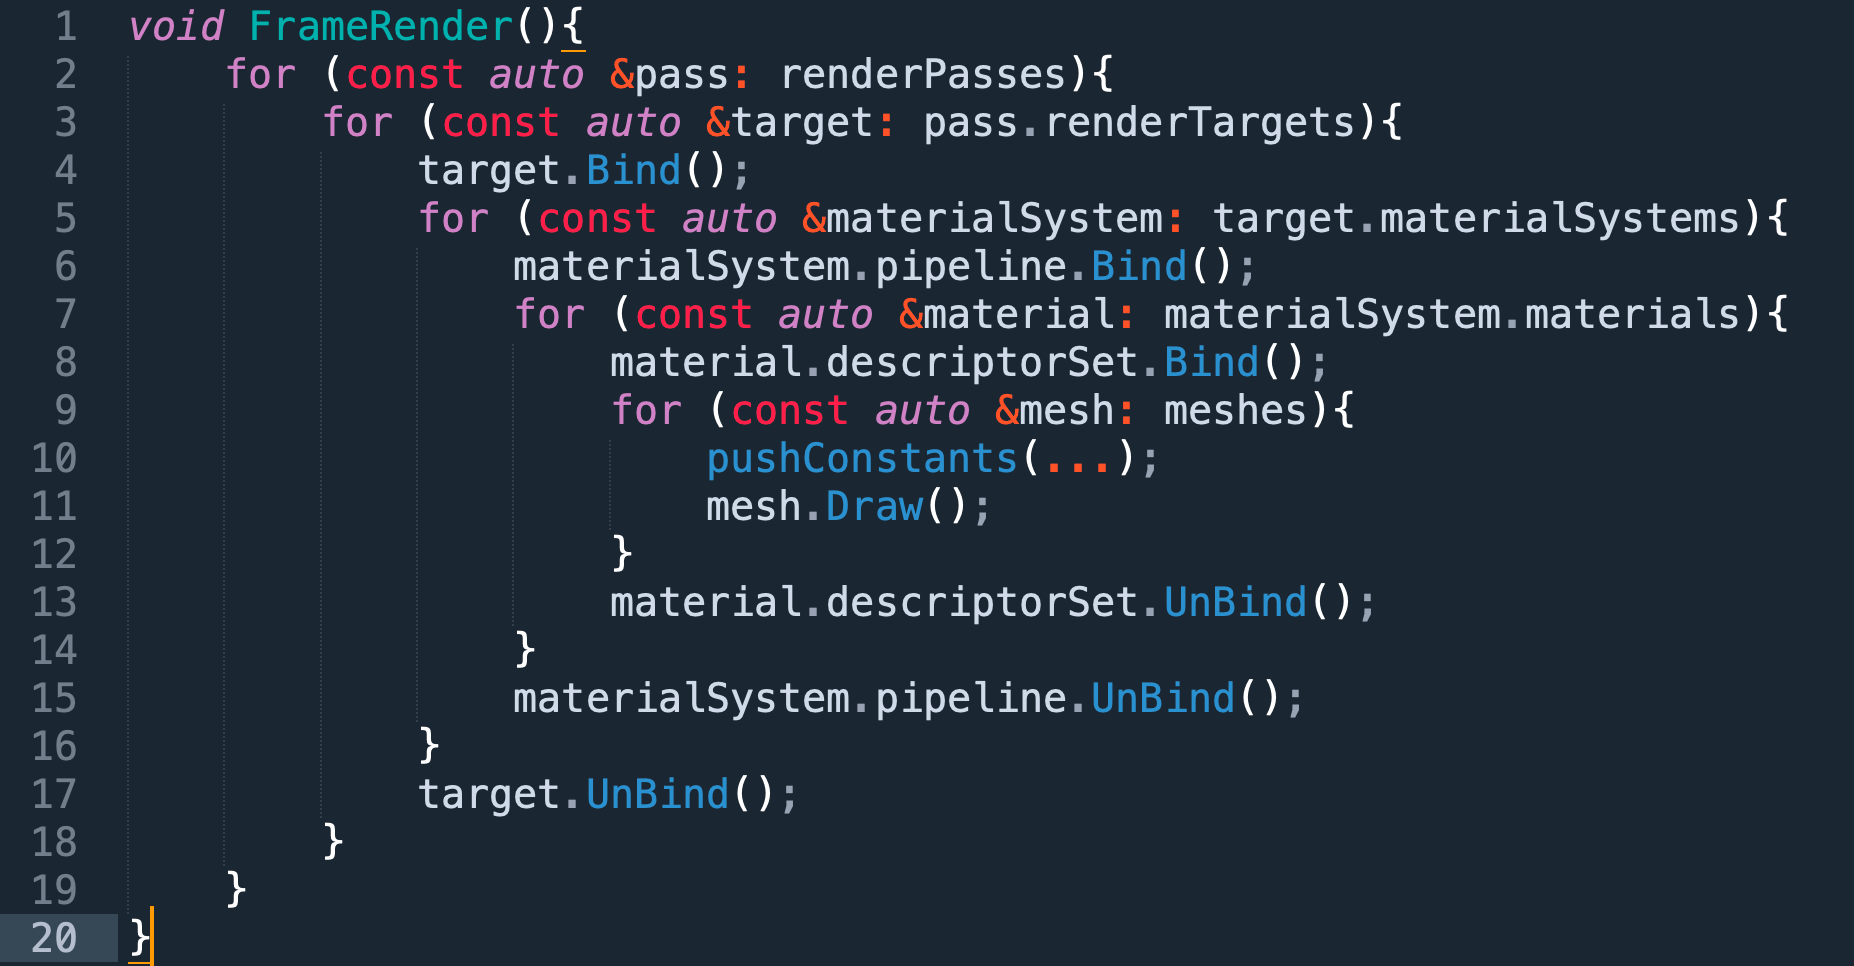 1 void FrameRender(){
2     for (const auto &pass: renderPasses){
3         for (const auto &target: pass.renderTargets){
4             target.Bind();
5             for (const auto &materialSystem: target.materialSystems){
6                 materialSystem.pipeline.Bind();
7                 for (const auto &material: materialSystem.materials){
8                     material.descriptorSet.Bind();
9                     for (const auto &mesh: meshes){
10                         pushConstants(...);
11                         mesh.Draw();
12                     }
13                     material.descriptorSet.UnBind();
14                 }
15                 materialSystem.pipeline.UnBind();
16             }
17             target.UnBind();
18         }
19     }
20 }